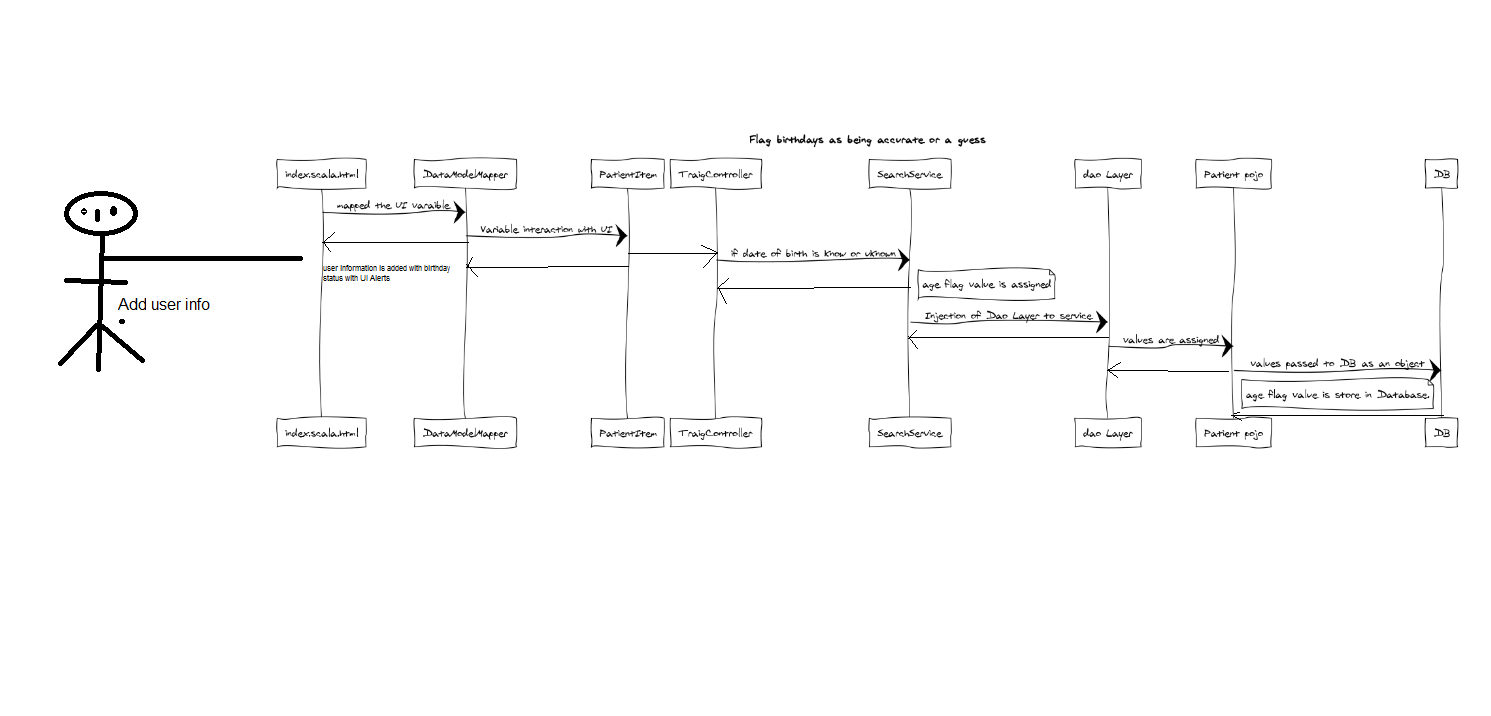 Flag birthdays as being accurate or a guess
index.scala.html
DataModelMapper
PatientItem
TraigController
SearchService
dao Layer
Patient pojo
DB
mapped the UI varaible
Variable interaction with UI
if date of birth is know or uknown
user information is added with birthday
status with UI Alerts
age flag value is assigned
Add user info
Injection of Dao Layer to service
values are assigned
values passed to DB as an object
age flag value is store in Database.
index.scala.html
DataModelMapper
PatientItem
TraigController
SearchService
dao Layer
Patient pojo
DB